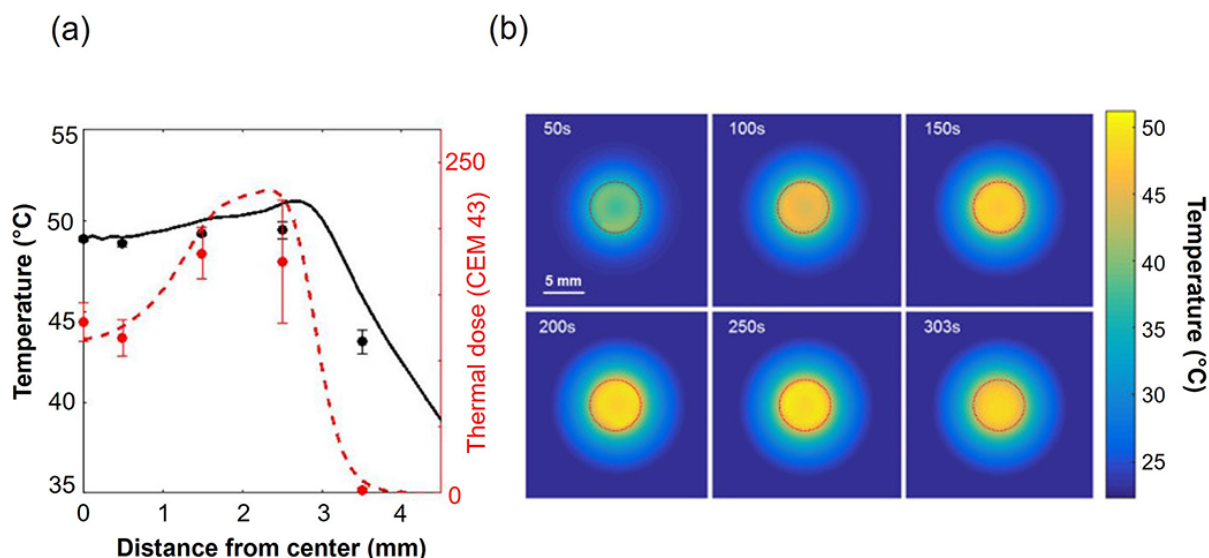 (a)
(b)
55
50
45
40
35
Temperature (°C)
250
0
Thermal dose (CEM 43)
0
1
2
3
4
Distance from center (mm)
50s
100s
150s
5 mm
200s
250s
303s
50
45
40
35
30
25
Temperature (°C)